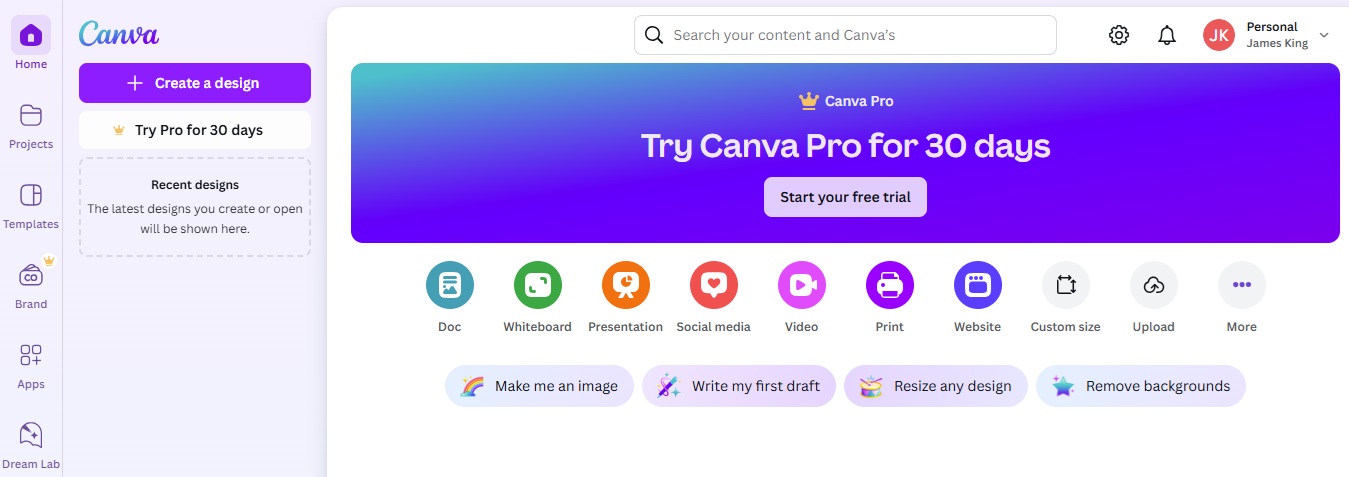 Home
Projects
Templates
CO
Brand
Apps
Dream Lab
Canva
Create a design
Try Pro for 30 days
Recent designs
The latest designs you create or open
will be shown here.
Search your content and Canva's
JK
Personal
James King
Canva Pro
Try Canva Pro for 30 days
Start your free trial
Doc
Whiteboard
Presentation
Social media
Video
Print
Website
Custom size
Upload
More
Make me an image
Write my first draft
Resize any design
Remove backgrounds